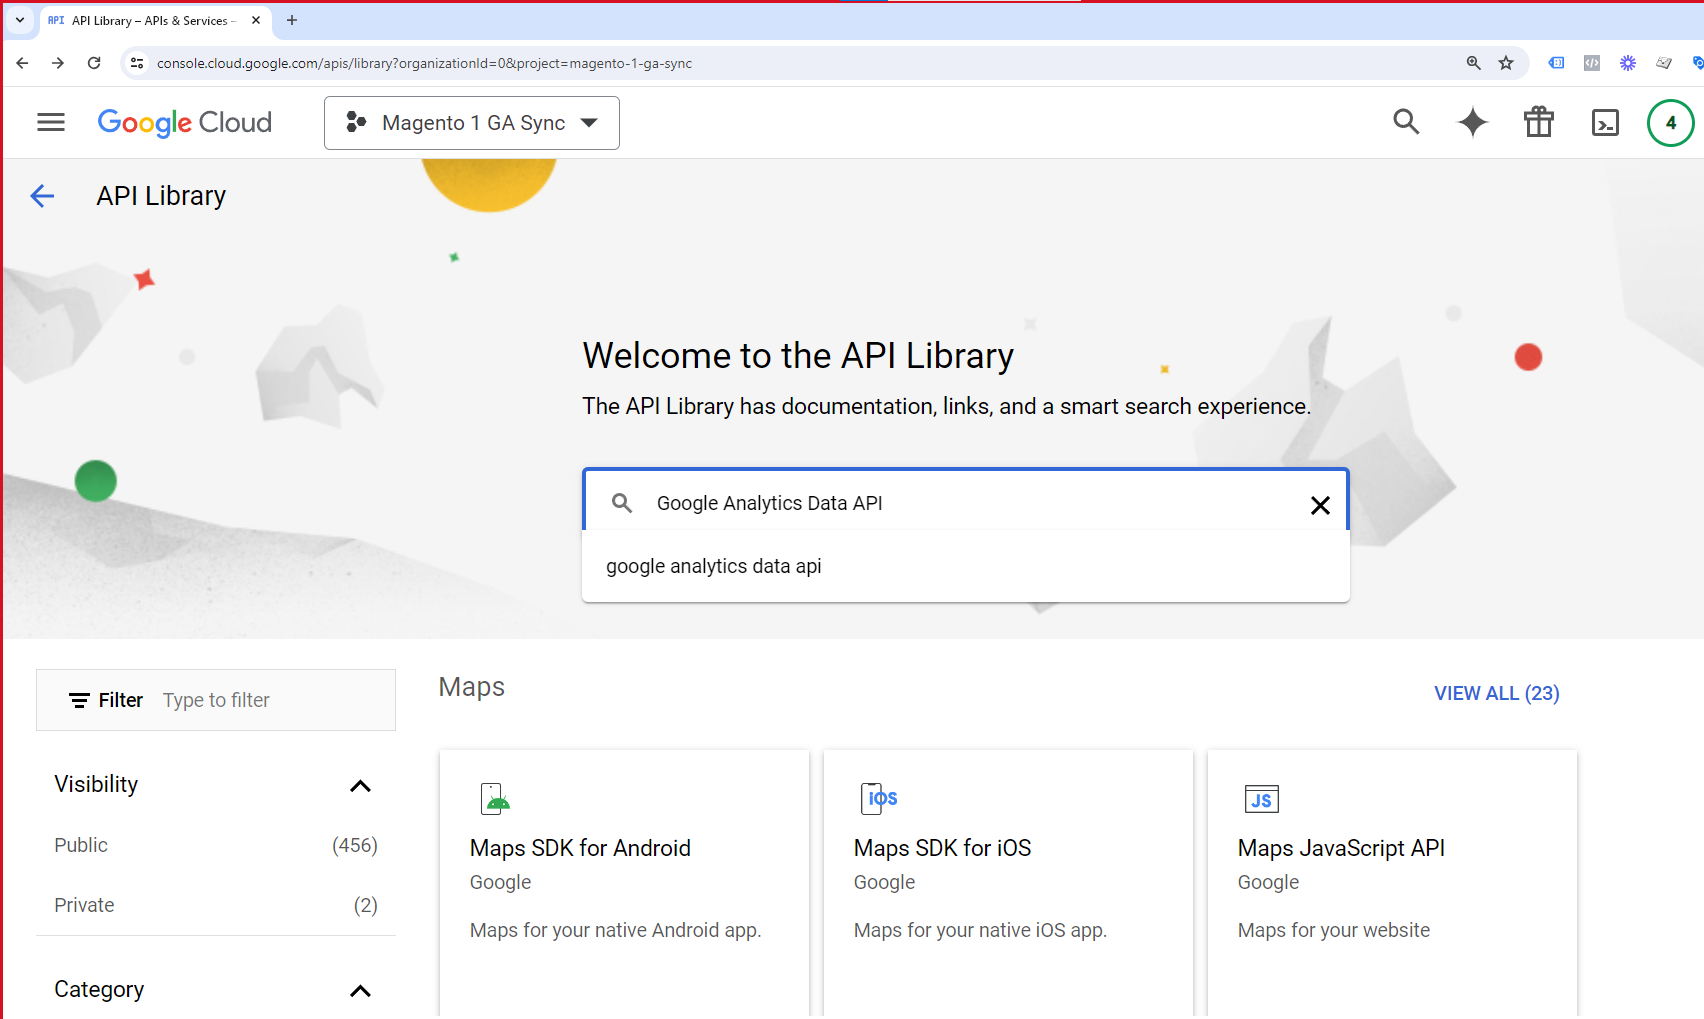 API API Library – APIs & Services –
console.cloud.google.com/apis/library?organizationId=0&project=magento-1-ga-sync
Google Cloud
Magento 1 GA Sync
4
API Library
Welcome to the API Library
The API Library has documentation, links, and a smart search experience.
Google Analytics Data API
google analytics data api
Filter Type to filter
Maps
VIEW ALL (23)
Visibility
Public (456)
Private (2)
Category
Maps SDK for Android
Google
Maps for your native Android app.
iOS
Maps SDK for iOS
Google
Maps for your native iOS app.
JS
Maps JavaScript API
Google
Maps for your website